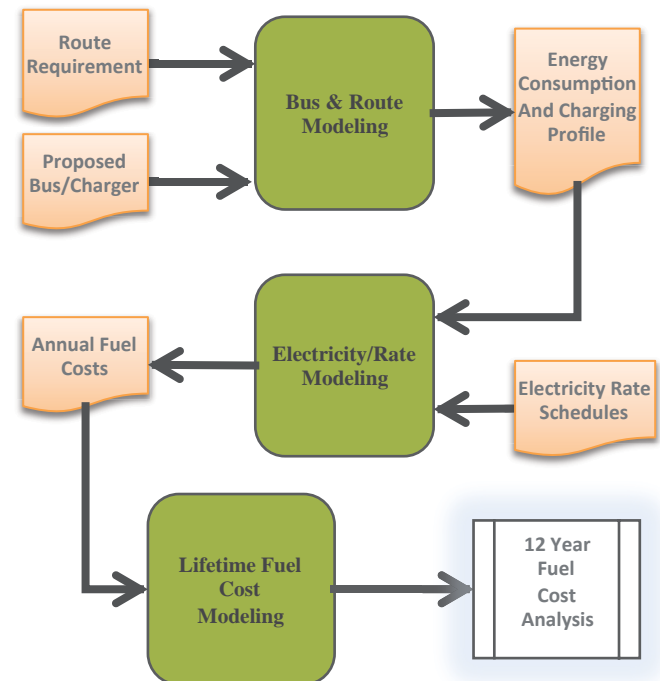 Route
Requirement
Bus & Route
Modeling
Energy
Consumption
And Charging
Profile
Proposed
Bus/Charger
Annual Fuel
Costs
Electricity/Rate
Modeling
Electricity Rate
Schedules
Lifetime Fuel
Cost
Modeling
12 Year
Fuel
Cost
Analysis